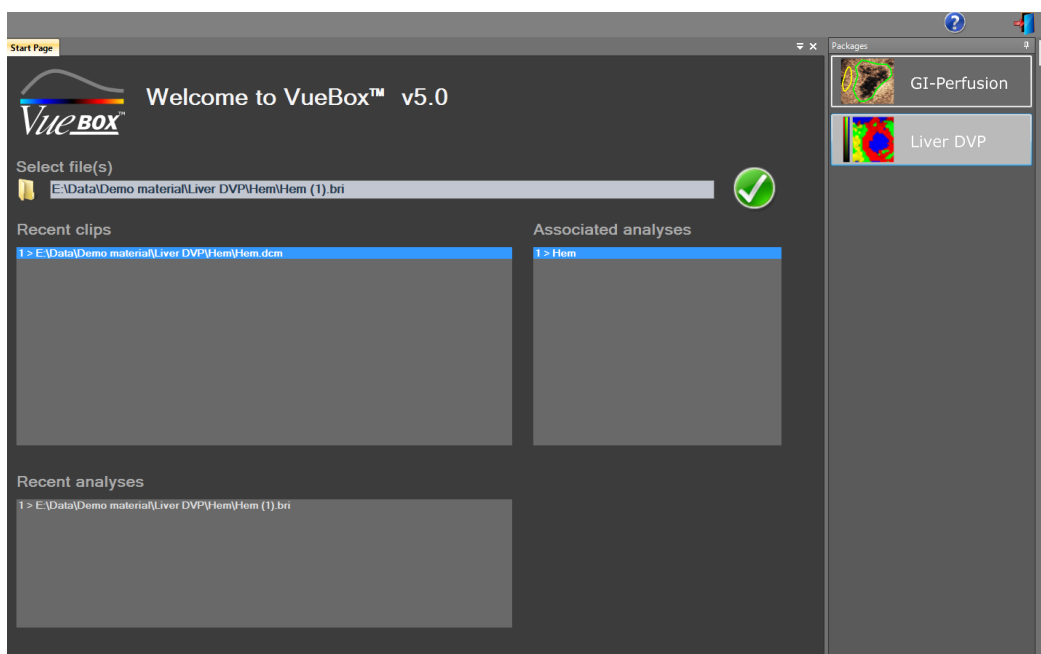 ?
Start Page
Packages
VUEBOX™
Welcome to VueBox™ v5.0
GI-Perfusion
Liver DVP
Select file(s)
E:\Data\Demo material\Liver DVP\Hem\Hem (1).bri
Recent clips
Associated analyses
1 > E:\Data\Demo material\Liver DVP\Hem\Hem.dcm
1 > Hem
Recent analyses
1 > E:\Data\Demo material\Liver DVP\Hem\Hem (1).bri